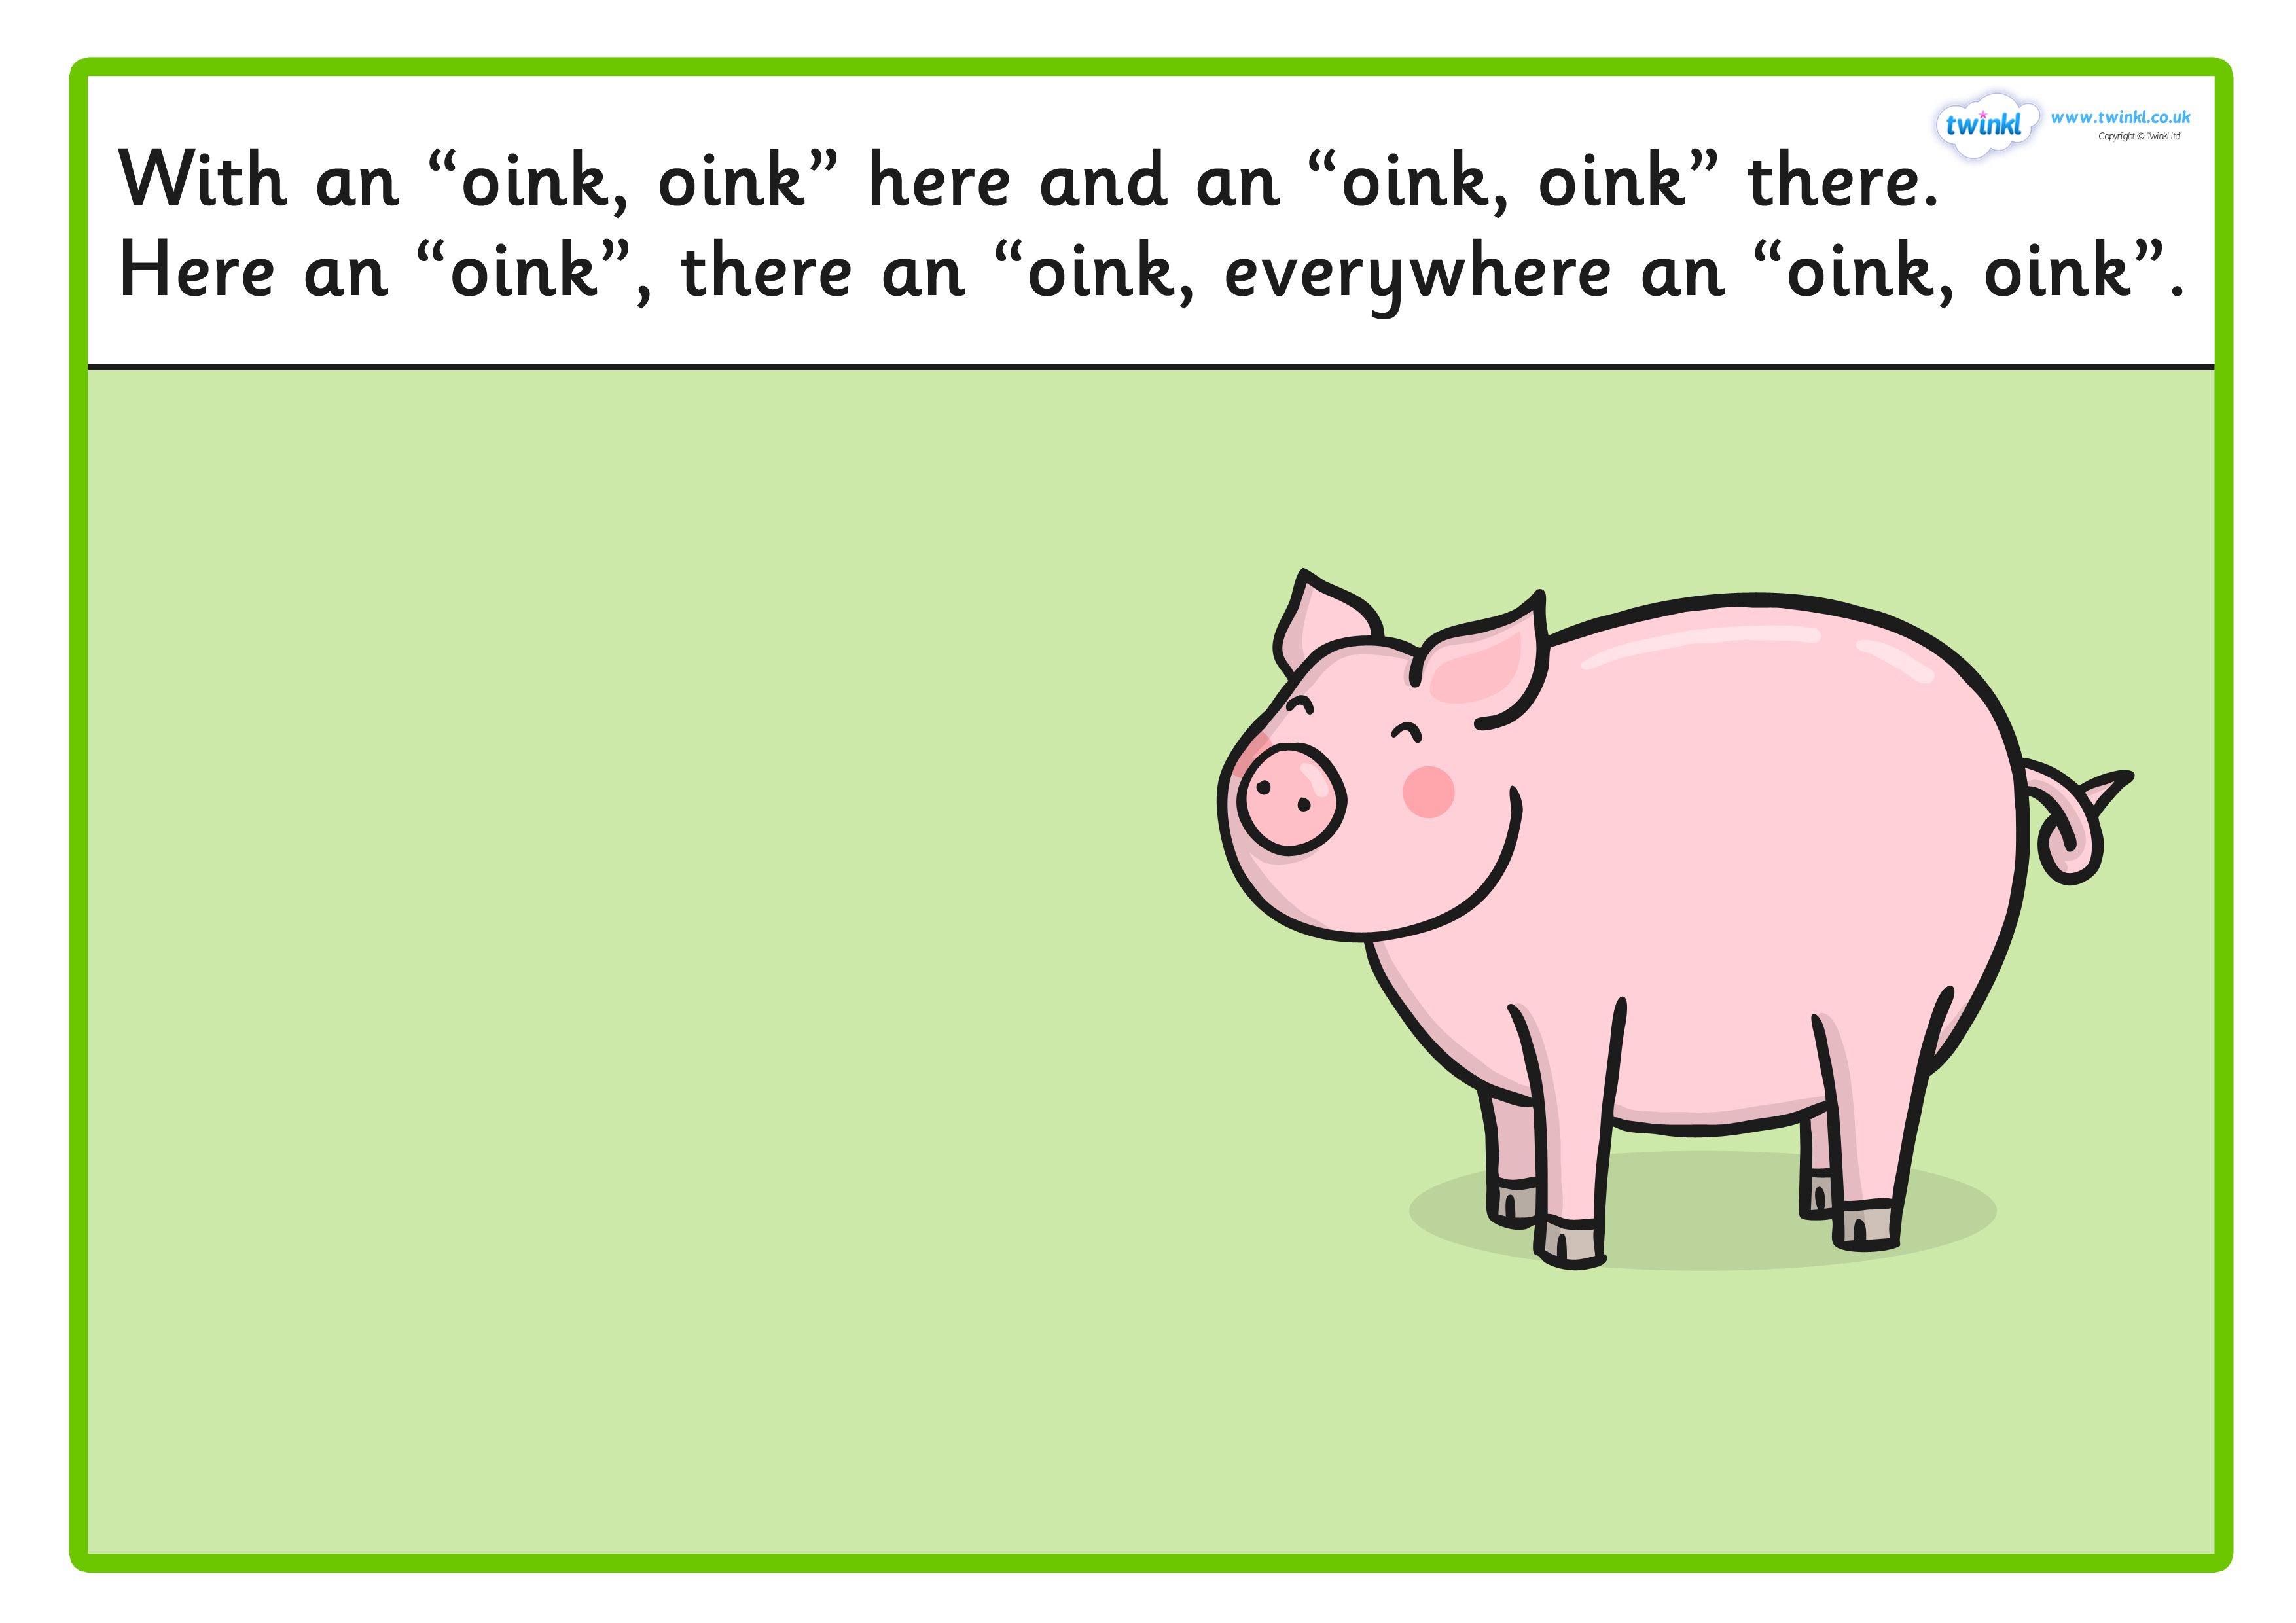 twinkl www.twinkl.co.uk
Copyright © Twinkl ltd.
With an “oink, oink” here and an “oink, oink” there.
Here an “oink”, there an “oink, everywhere an “oink, oink”.